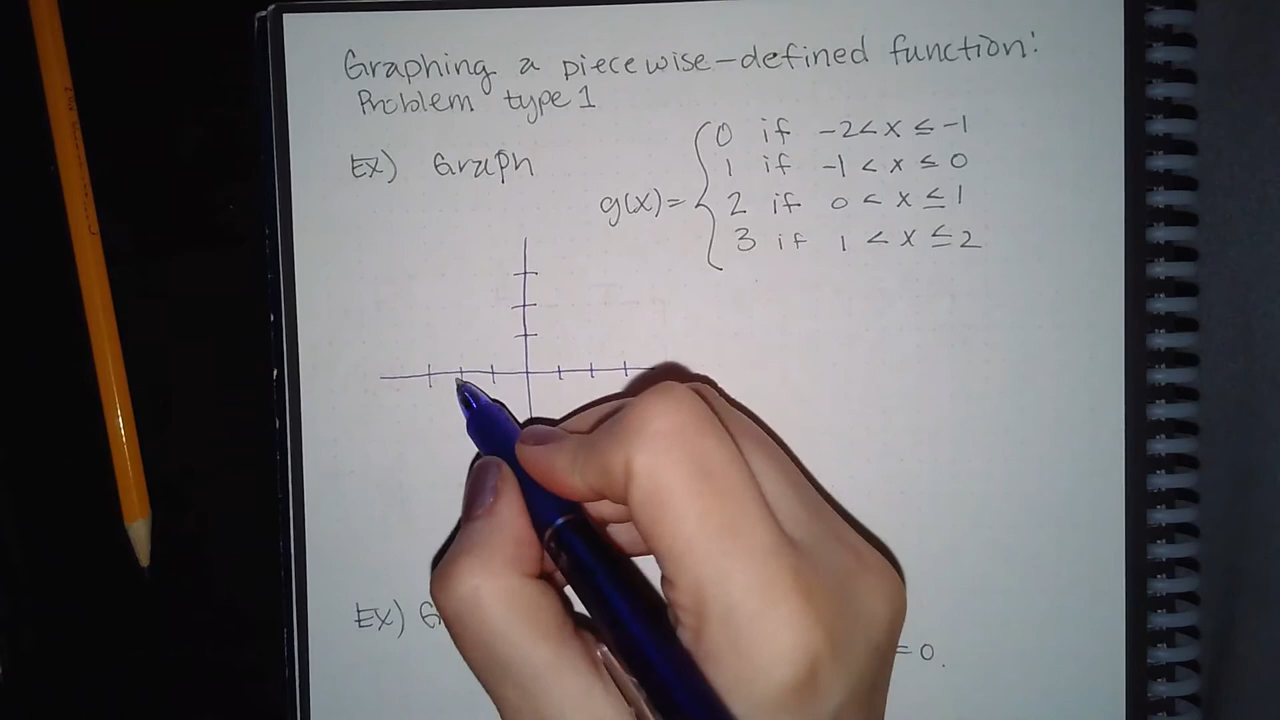 Graphing a piecewise-defined function:
Problem type 1
Ex) Graph
g(x)= { 0 if -2 < x ≤ -1
1 if -1 < x ≤ 0
2 if 0 < x ≤ 1
3 if 1 < x ≤ 2
Ex) G
= 0.